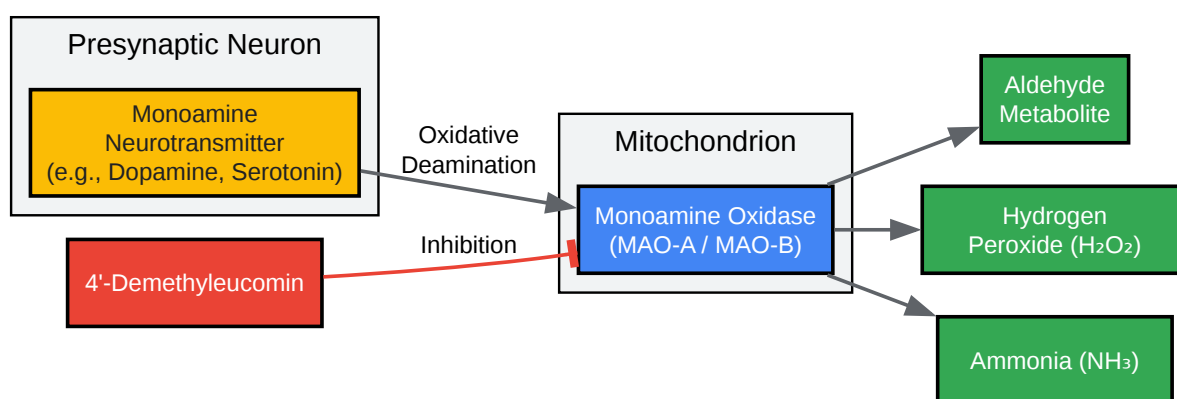 Presynaptic Neuron
Monoamine
Neurotransmitter
(e.g., Dopamine, Serotonin)
Oxidative
Deamination
Inhibition
4'-Demethyleucomin
Mitochondrion
Monoamine Oxidase
(MAO-A / MAO-B)
Aldehyde
Metabolite
Hydrogen
Peroxide (H₂O₂)
Ammonia (NH₃)